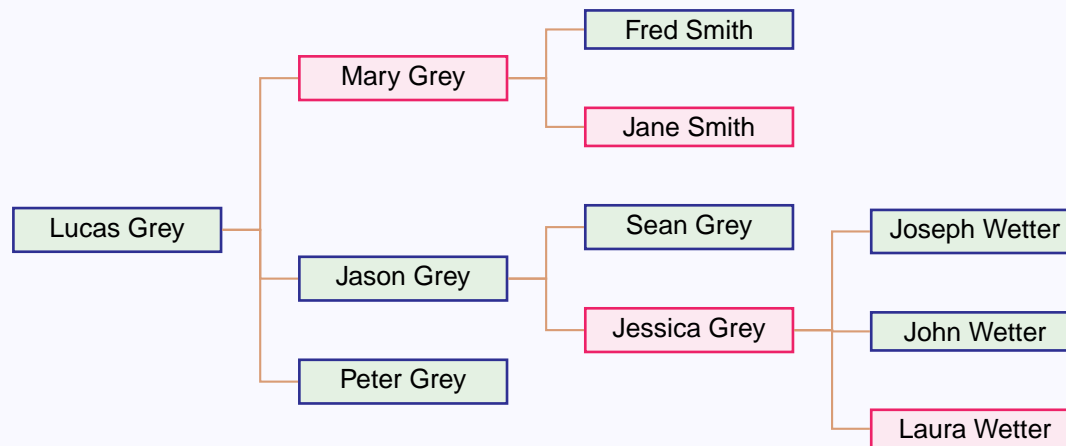 Fred Smith
Mary Grey
Jane Smith
Lucas Grey
Sean Grey
Joseph Wetter
Jason Grey
Jessica Grey
John Wetter
Peter Grey
Laura Wetter